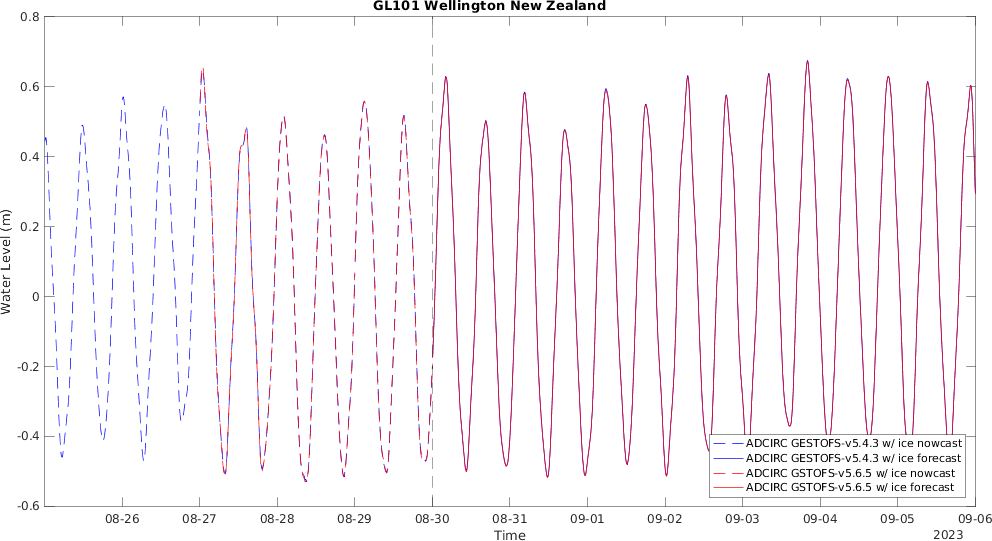 GL101 Wellington New Zealand
0.8
0.6
0.4
0.2
0
-0.2
-0.4
-0.6
Water Level (m)
ADCIRC GESTOFS-v5.4.3 w/ ice nowcast
ADCIRC GESTOFS-v5.4.3 w/ ice forecast
ADCIRC GSTOFS-v5.6.5 w/ ice nowcast
ADCIRC GSTOFS-v5.6.5 w/ ice forecast
08-26 08-27 08-28 08-29 08-30 08-31 09-01 09-02 09-03 09-04 09-05 09-06
Time
2023